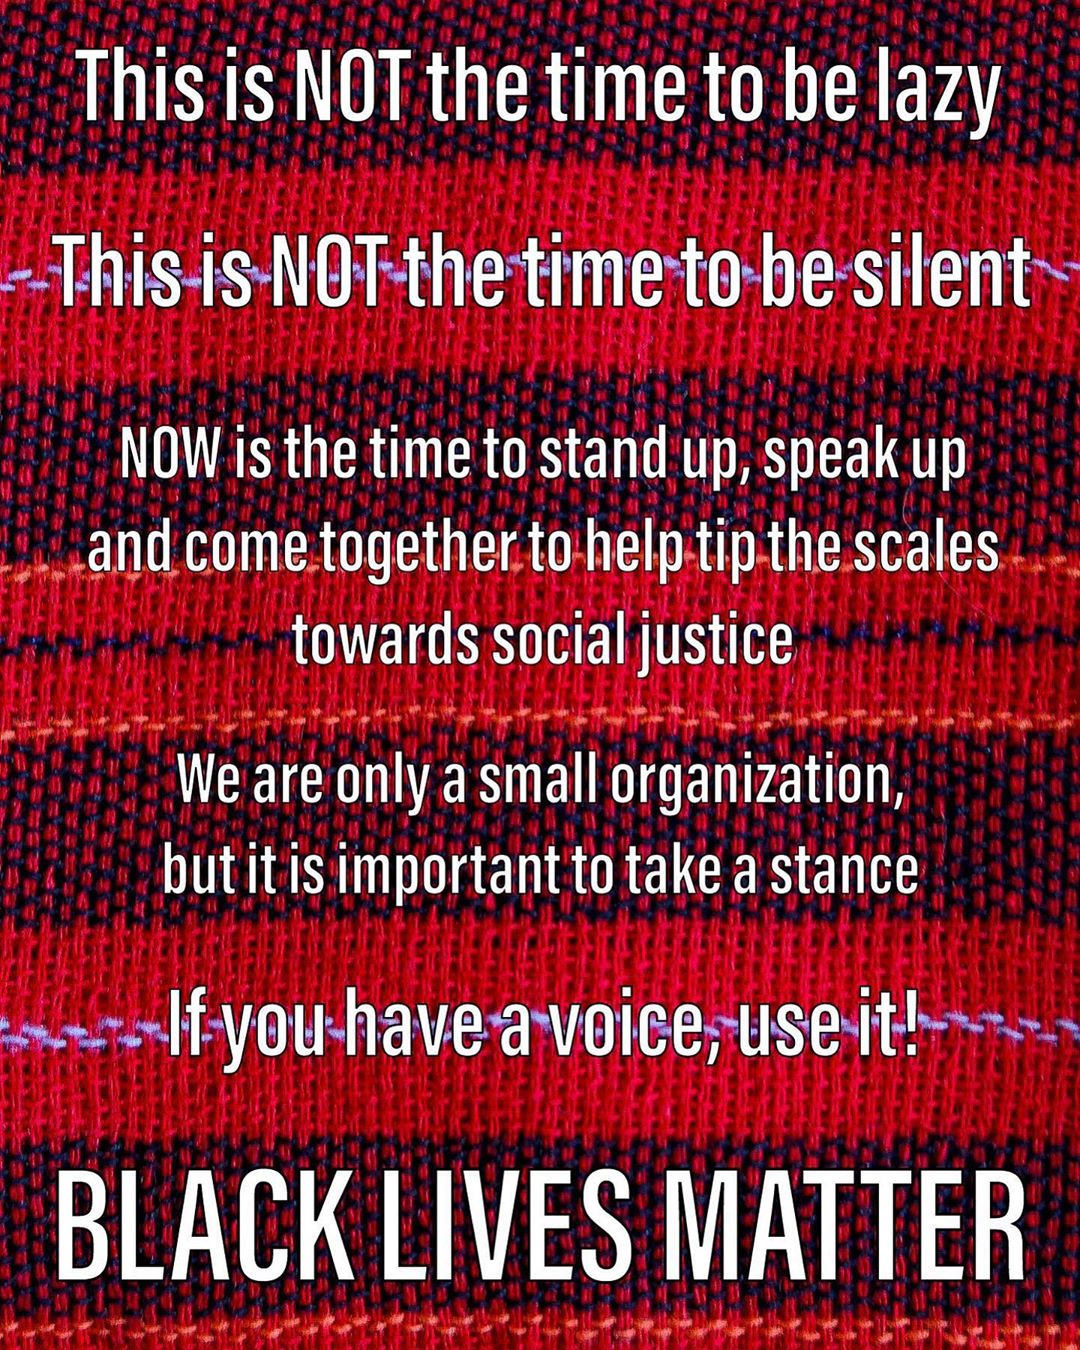 This is NOT the time to be lazy
This is NOT the time to be silent
NOW is the time to stand up, speak up
and come together to help tip the scales
towards social justice
We are only a small organization,
but it is important to take a stance
If you have a voice, use it!
BLACK LIVES MATTER